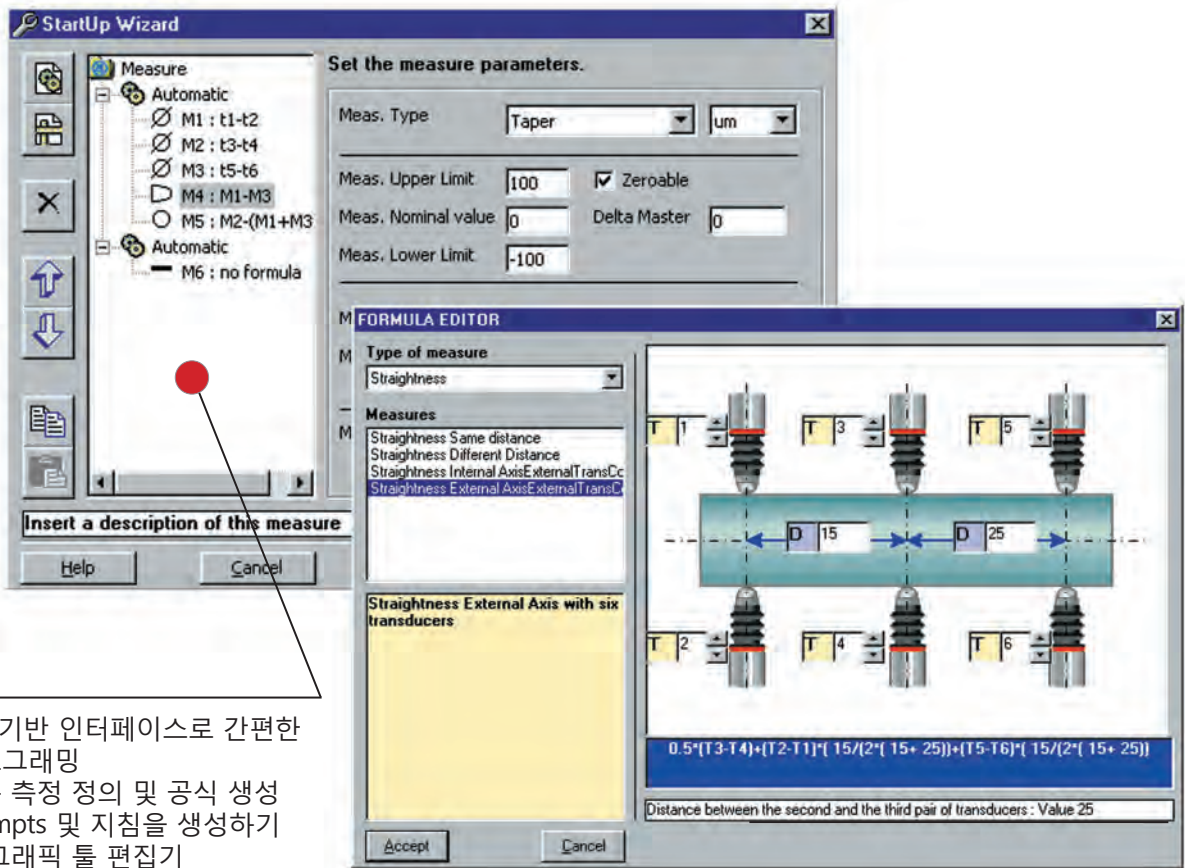 StartUp Wizard
Measure
Automatic
M1 : t1-t2
M2 : t3-t4
M3 : t5-t6
M4 : M1-M3
M5 : M2-(M1+M3
Automatic
M6 : no formula
Set the measure parameters.
Meas. Type Taper um
Meas. Upper Limit 100 Zeroable
Meas. Nominal value 0 Delta Master 0
Meas. Lower Limit -100
M
M
M
Insert a description of this measure
Help Cancel
FORMULA EDITOR
Type of measure
Straightness
Measures
Straightness Same distance
Straightness Different Distance
Straightness Internal AxisExternalTransCo
Straightness External AxisExternalTransC
Straightness External Axis with six
transducers
T 1 T 3 T 5
D 15 D 25
T 2 T 4 T 6
0.5*(T3-T4)+(T2-T1)*( 15/(2*( 15+ 25))+(T5-T6)*( 15/(2*( 15+ 25))
Distance between the second and the third pair of transducers : Value 25
Accept Cancel
기반 인터페이스로 간편한
그래밍
측정 정의 및 공식 생성
mpts 및 지침을 생성하기
그래픽 툴 편집기